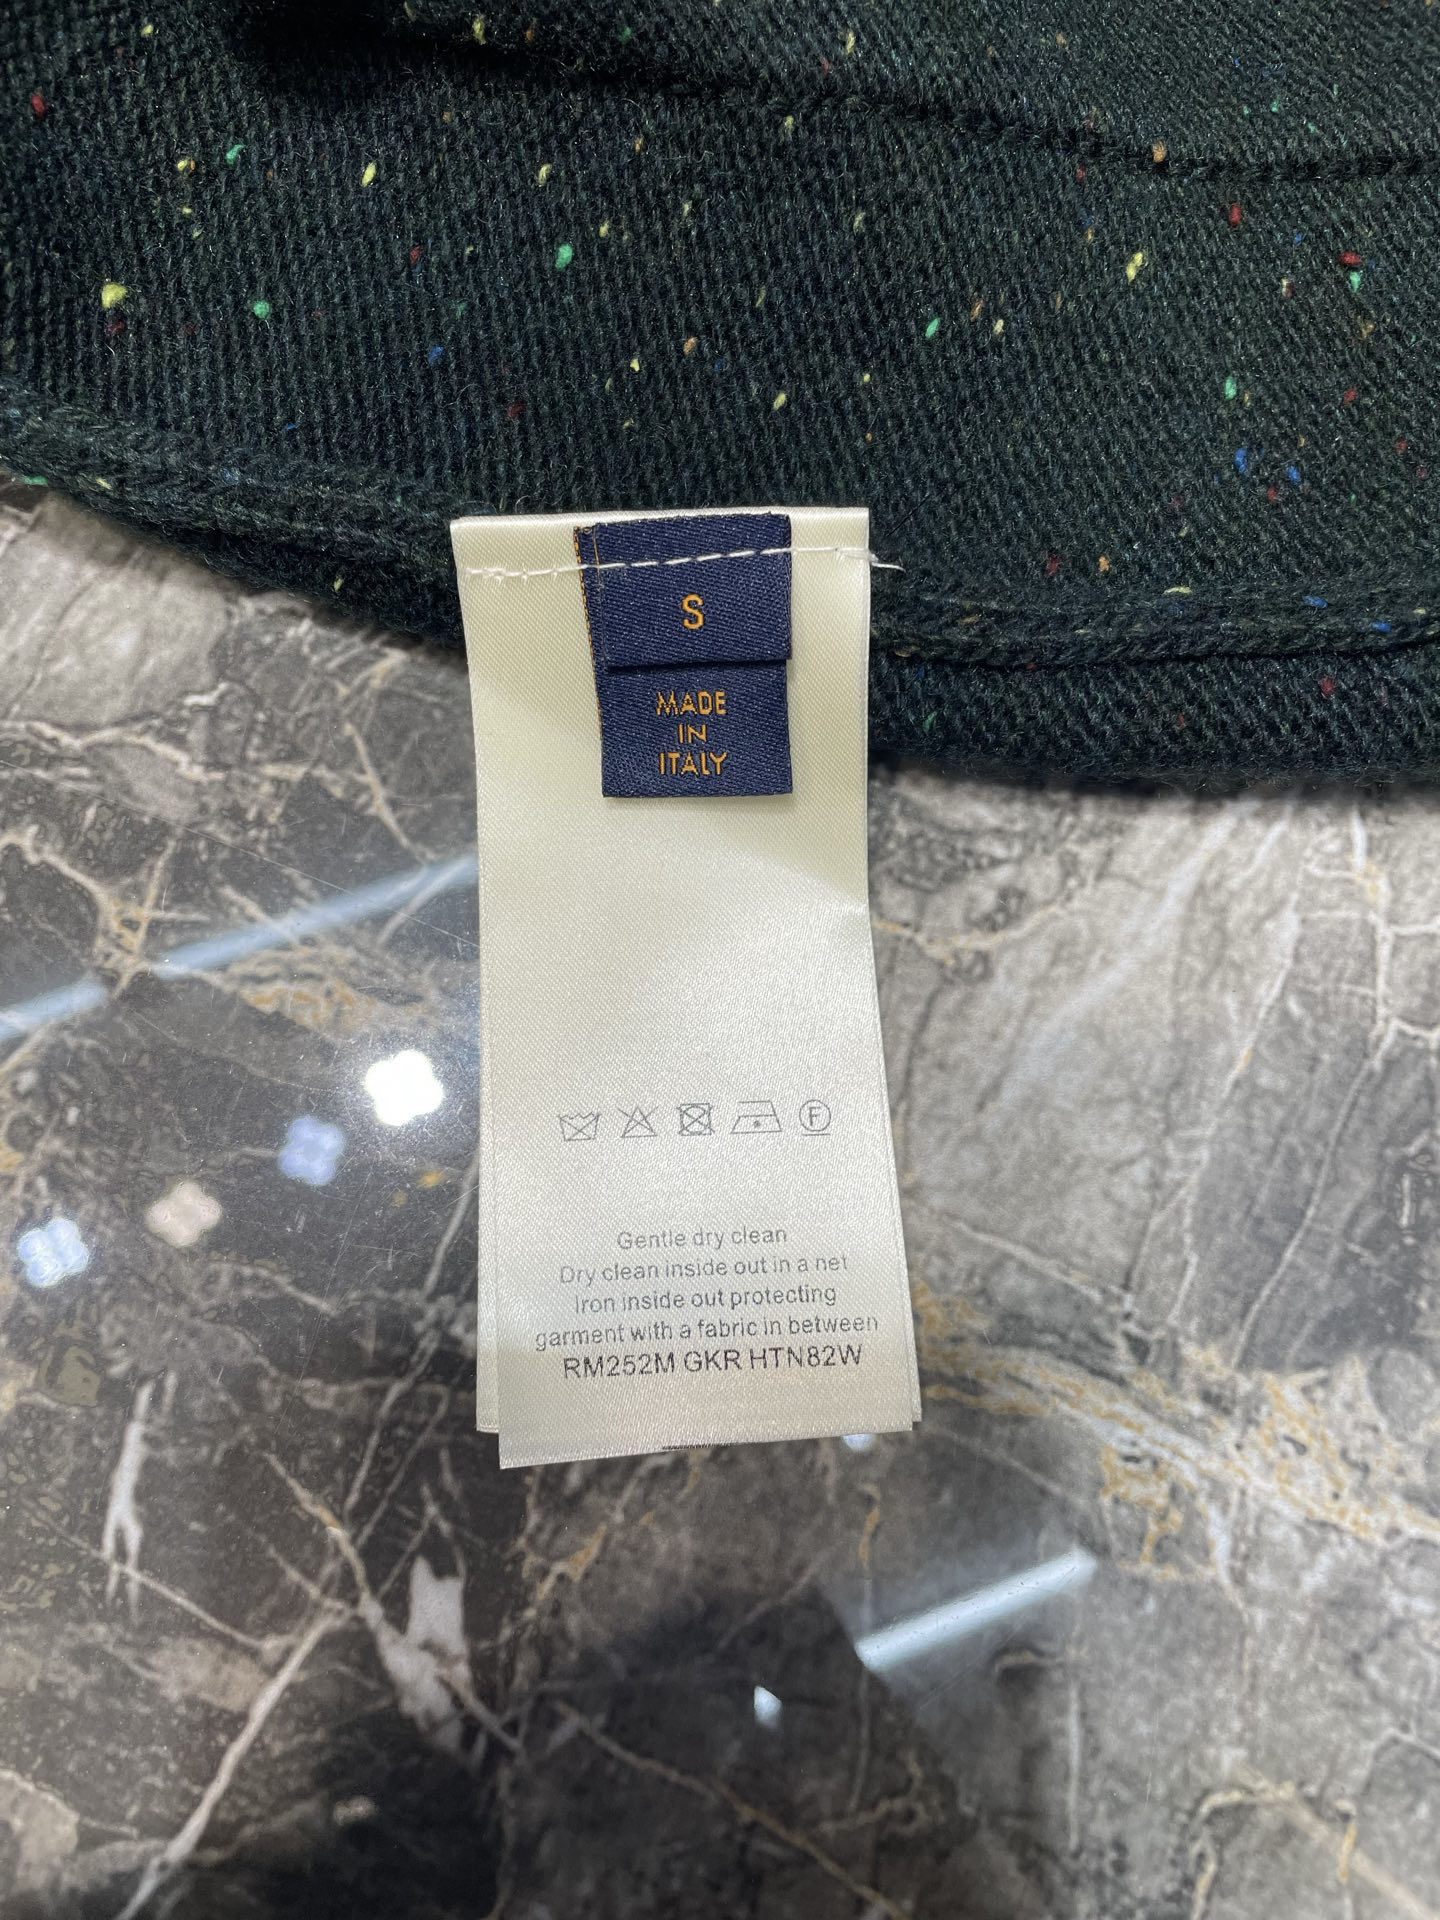 S
MADE
IN
ITALY
F
Gentle dry clean
Dry clean inside out in a net
Iron inside out protecting
garment with a fabric in between
RM252M GKR HTN82W